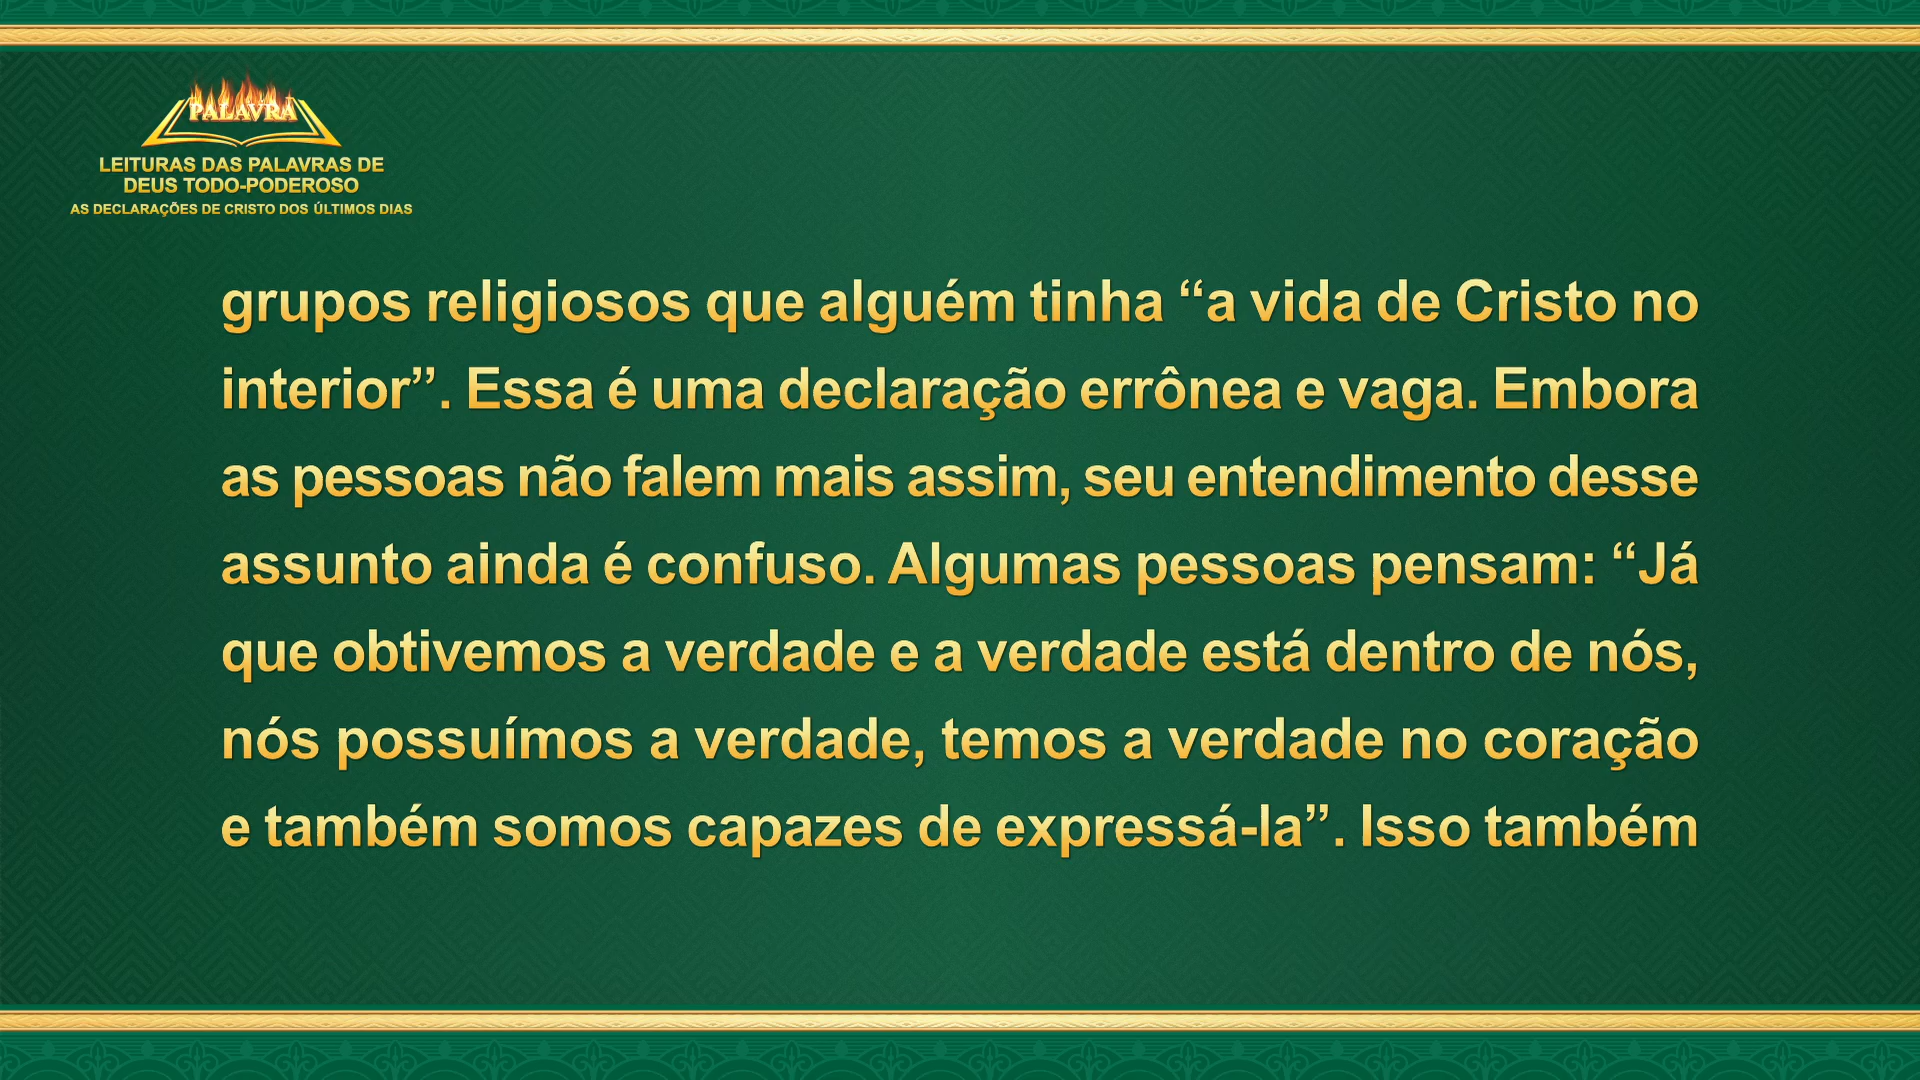 PALAVRA
LEITURAS DAS PALAVRAS DE
DEUS TODO-PODEROSO
AS DECLARAÇÕES DE CRISTO DOS ÚLTIMOS DIAS
grupos religiosos que alguém tinha “a vida de Cristo no
interior”. Essa é uma declaração errônea e vaga. Embora
as pessoas não falem mais assim, seu entendimento desse
assunto ainda é confuso. Algumas pessoas pensam: “Já
que obtivemos a verdade e a verdade está dentro de nós,
nós possuímos a verdade, temos a verdade no coração
e também somos capazes de expressá-la”. Isso também